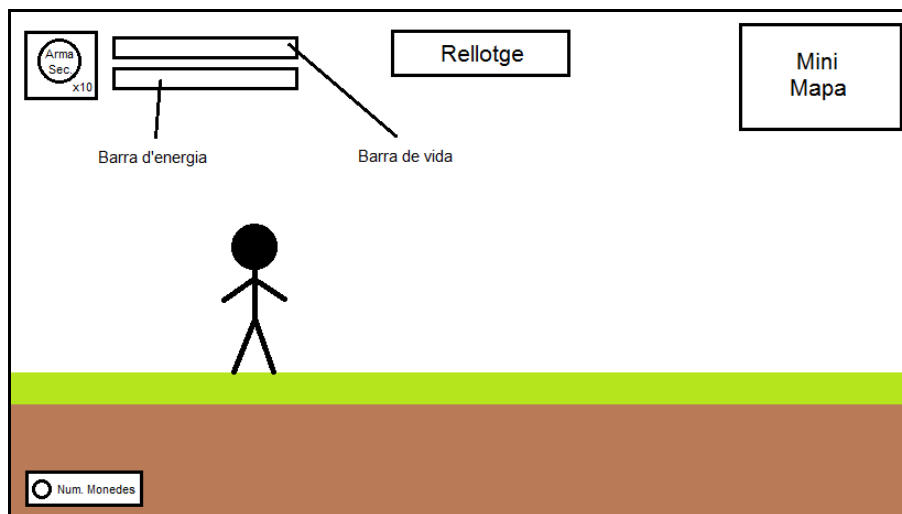 Arma
Sec.
x10
Rellotge
Mini
Mapa
Barra d'energia
Barra de vida
Num. Monedes